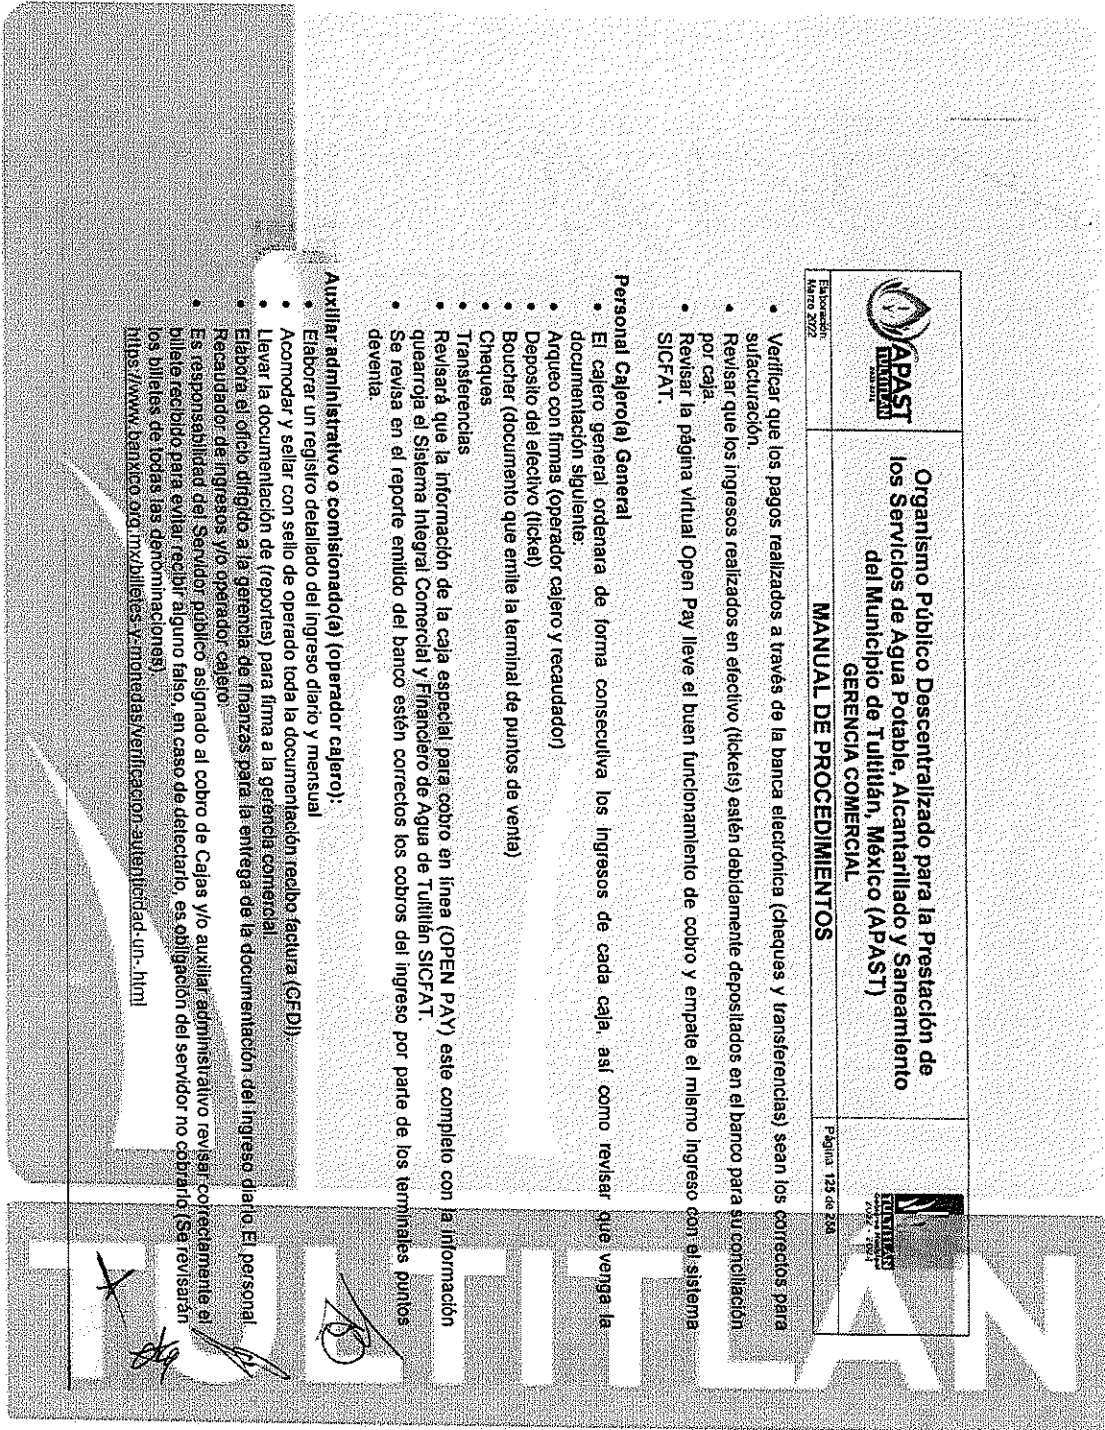 APAST
TULTITLÁN
Organismo Público Descentralizado para la Prestación de
los Servicios de Agua Potable, Alcantarillado y Saneamiento
del Municipio de Tultitlán, México (APAST)
GERENCIA COMERCIAL
TULTITLÁN
Elaboración:
Marzo 2022
MANUAL DE PROCEDIMIENTOS
Página: 125 de
• Verificar que los pagos realizados a través de la banca electrónica (cheques y transferencias) sean los correctos para
sufacturación.
• Revisar que los ingresos realizados en efectivo (tickets) estén debidamente depositados en el banco para su conciliación
por caja.
• Revisar la página virtual Open Pay lleve el buen funcionamiento de cobro y empate el mismo ingreso con el sistema
SICFAT.
Personal Cajero(a) General
• El cajero general ordenara de forma consecutiva los ingresos de cada caja, así como revisar que venga la
documentación siguiente:
• Arqueo con firmas (operador cajero y recaudador)
• Deposito del efectivo (ticket)
• Boucher (documento que emite la terminal de puntos de venta)
• Cheques
• Transferencias
• Revisará que la información de la caja especial para cobro en línea (OPEN PAY) este completo con la información
quearroja el Sistema Integral Comercial y Financiero de Agua de Tultitlán SICFAT.
• Se revisa en el reporte emitido del banco estén correctos los cobros del ingreso por parte de los terminales puntos
deventa.
Auxiliar administrativo o comisionado(a) (operador cajero):
• Elaborar un registro detallado del ingreso diario y mensual
• Acomodar y sellar con sello de operado toda la documentación recibo factura (CFDI).
• Llevar la documentación de (reportes) para firma a la gerencia comercial
• Elabora el oficio dirigido a la gerencia de finanzas para la entrega de la documentación del ingreso diario El personal
Recaudador de ingresos y/o operador cajero.
• Es responsabilidad del Servidor público asignado al cobro de Cajas y/o auxiliar administrativo revisar correctamente el
billete recibido para evitar recibir alguno falso, en caso de detectarlo, es obligación del servidor no cobrarlo (Se revisarán
los billetes de todas las denominaciones).
https://www.banxico.org.mx/billetes-y-monedas/verificacion-autenticidad-un-.html
TULTITLÁN